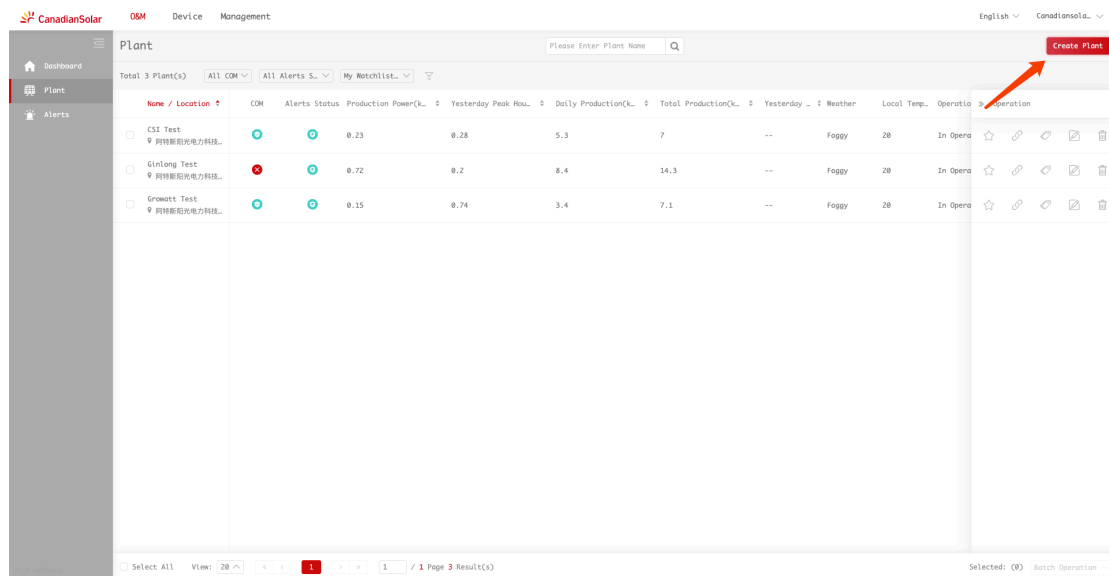 CanadianSolar O&M Device Management English Canadiansola…
Plant Please Enter Plant Name Create Plant
Dashboard
Total 3 Plant(s) All COM All Alerts S… My Watchlist…
Plant
Name / Location COM Alerts Status Production Power(k… Yesterday Peak Hou… Daily Production(k… Total Production(k… Yesterday … Weather Local Temp… Operatio Operation
Alerts
CSI Test
阿特斯阳光电力科技…
0.23 0.28 5.3 7 -- Foggy 20 In Opera
Ginlong Test
阿特斯阳光电力科技…
0.72 0.2 8.4 14.3 -- Foggy 20 In Opera
Growatt Test
阿特斯阳光电力科技…
0.15 0.74 3.4 7.1 -- Foggy 20 In Opera
Select All View: 20 « ‹ 1 › » 1 / 1 Page 3 Result(s) Selected: (0) Batch Operation